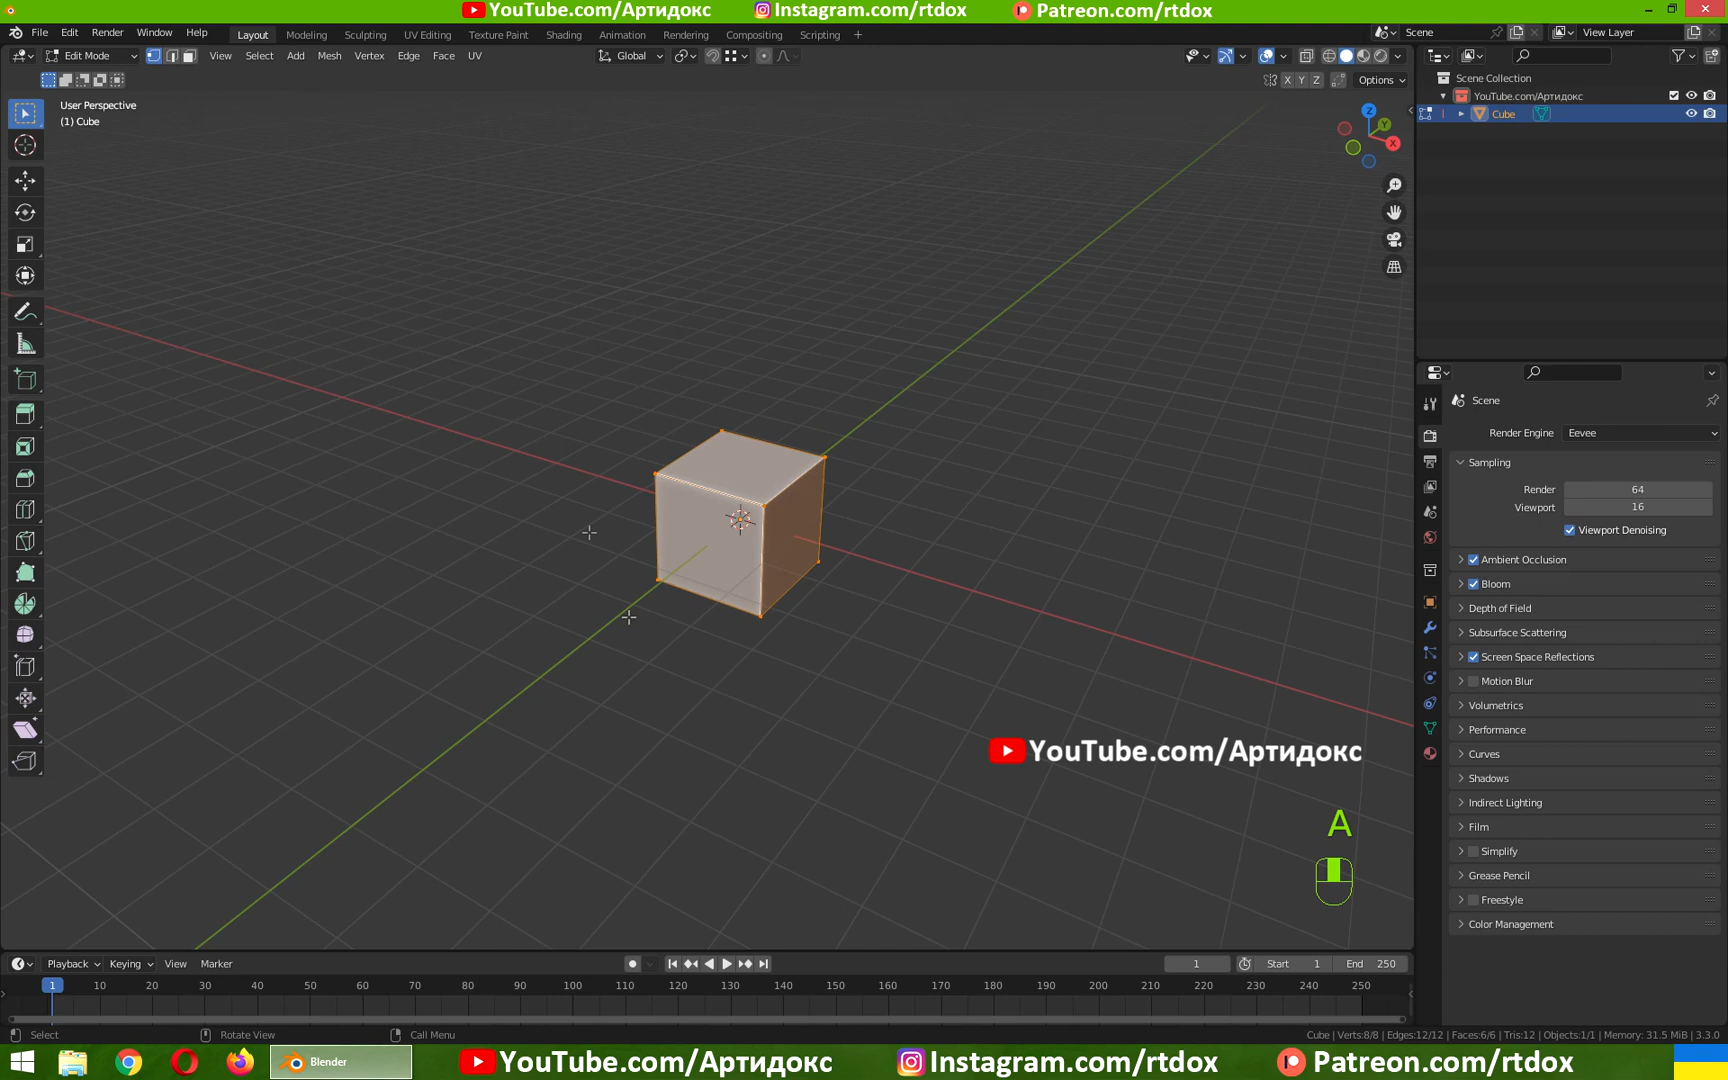 YouTube.com/Артидокс Instagram.com/rtdox Patreon.com/rtdox
File Edit Render Window Help Layout Modeling Sculpting UV Editing Texture Paint Shading Animation Rendering Compositing Scripting + Scene View Layer
Edit Mode View Select Add Mesh Vertex Edge Face UV Global
X Y Z Options
User Perspective
(1) Cube
Z
Y
X
Scene Collection
YouTube.com/Артидокс
Cube
Scene
Render Engine Eevee
Sampling
Render 64
Viewport 16
Viewport Denoising
Ambient Occlusion
Bloom
Depth of Field
Subsurface Scattering
Screen Space Reflections
Motion Blur
Volumetrics
Performance
Curves
Shadows
Indirect Lighting
Film
Simplify
Grease Pencil
Freestyle
Color Management
YouTube.com/Артидокс
A
Playback Keying View Marker 1 Start 1 End 250
1 10 20 30 40 50 60 70 80 90 100 110 120 130 140 150 160 170 180 190 200 210 220 230 240 250
Select Rotate View Call Menu Cube | Verts:8/8 | Edges:12/12 | Faces:6/6 | Tris:12 | Objects:1/1 | Memory: 31.5 MiB | 3.3.0
Blender YouTube.com/Артидокс Instagram.com/rtdox Patreon.com/rtdox